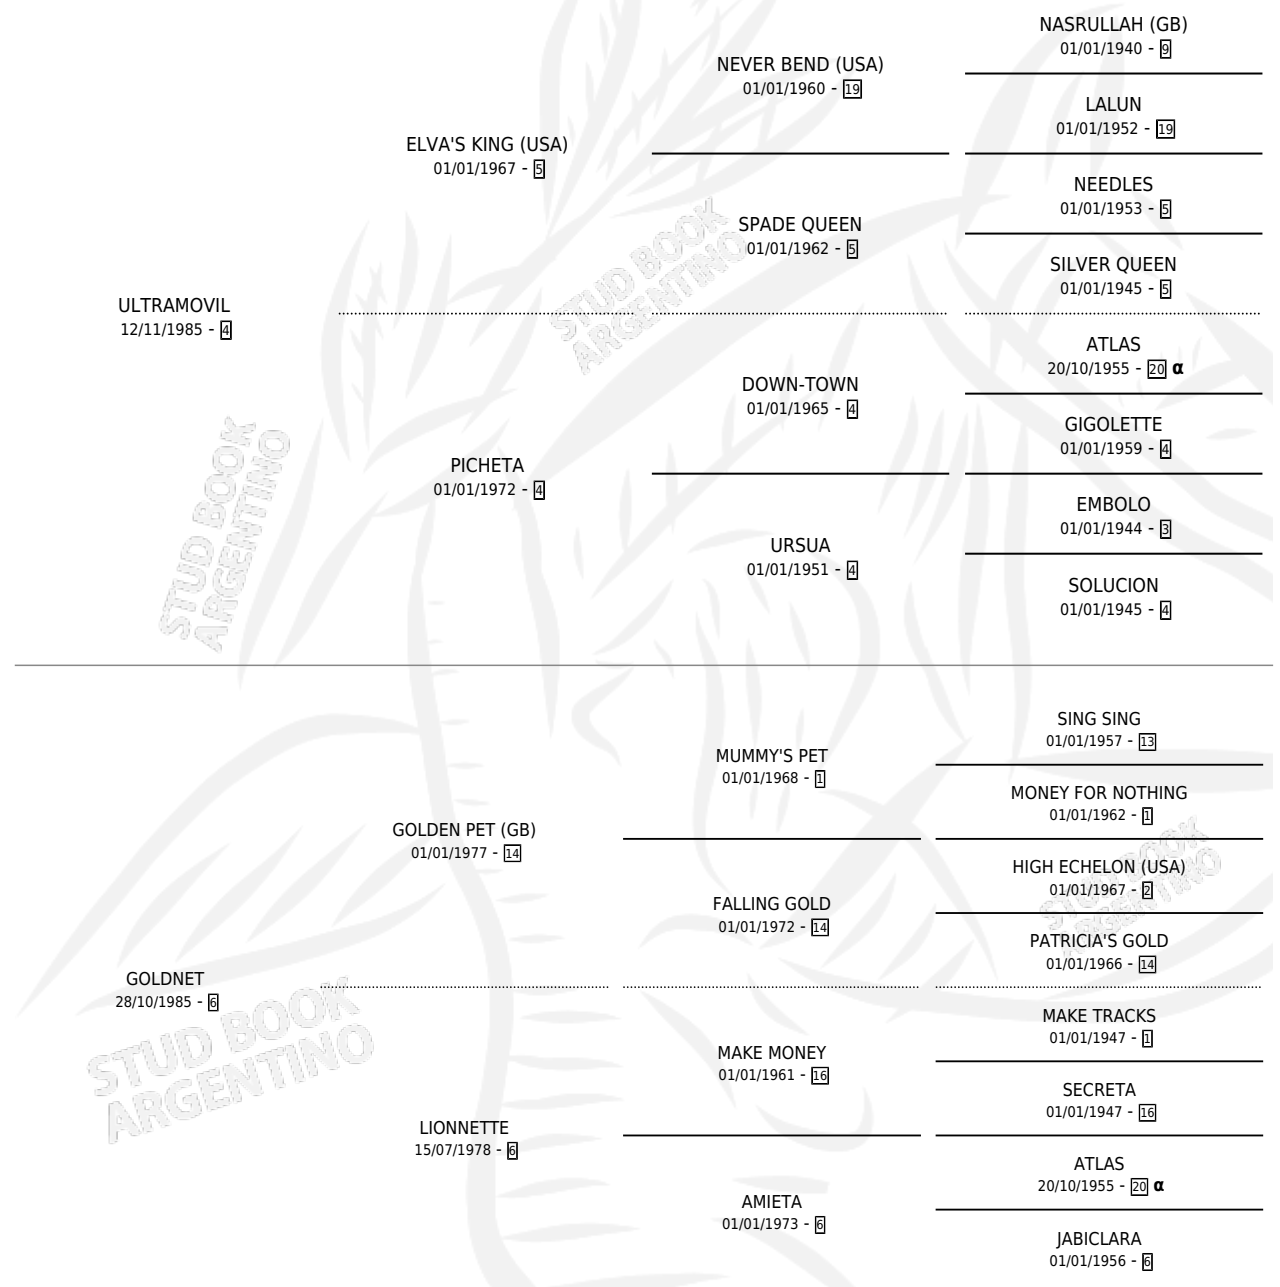 NASRULLAH (GB)
01/01/1940 - 9
NEVER BEND (USA)
01/01/1960 - 19
LALUN
01/01/1952 - 19
ELVA'S KING (USA)
01/01/1967 - 5
NEEDLES
01/01/1953 - 5
SPADE QUEEN
01/01/1962 - 5
SILVER QUEEN
01/01/1945 - 5
ULTRAMOVIL
12/11/1985 - 4
ATLAS
20/10/1955 - 20 α
DOWN-TOWN
01/01/1965 - 4
GIGOLETTE
01/01/1959 - 4
PICHETA
01/01/1972 - 4
EMBOLO
01/01/1944 - 3
URSUA
01/01/1951 - 4
SOLUCION
01/01/1945 - 4
SING SING
01/01/1957 - 13
MUMMY'S PET
01/01/1968 - 1
MONEY FOR NOTHING
01/01/1962 - 1
GOLDEN PET (GB)
01/01/1977 - 14
HIGH ECHELON (USA)
01/01/1967 - 2
FALLING GOLD
01/01/1972 - 14
PATRICIA'S GOLD
01/01/1966 - 14
GOLDNET
28/10/1985 - 6
MAKE TRACKS
01/01/1947 - 1
MAKE MONEY
01/01/1961 - 16
SECRETA
01/01/1947 - 16
LIONNETTE
15/07/1978 - 6
ATLAS
20/10/1955 - 20 α
AMIETA
01/01/1973 - 6
JABICLARA
01/01/1956 - 6
STUD BOOK
ARGENTINO
STUD BOOK
ARGENTINO
STUD BOOK
ARGENTINO
STUD BOOK
ARGENTINO